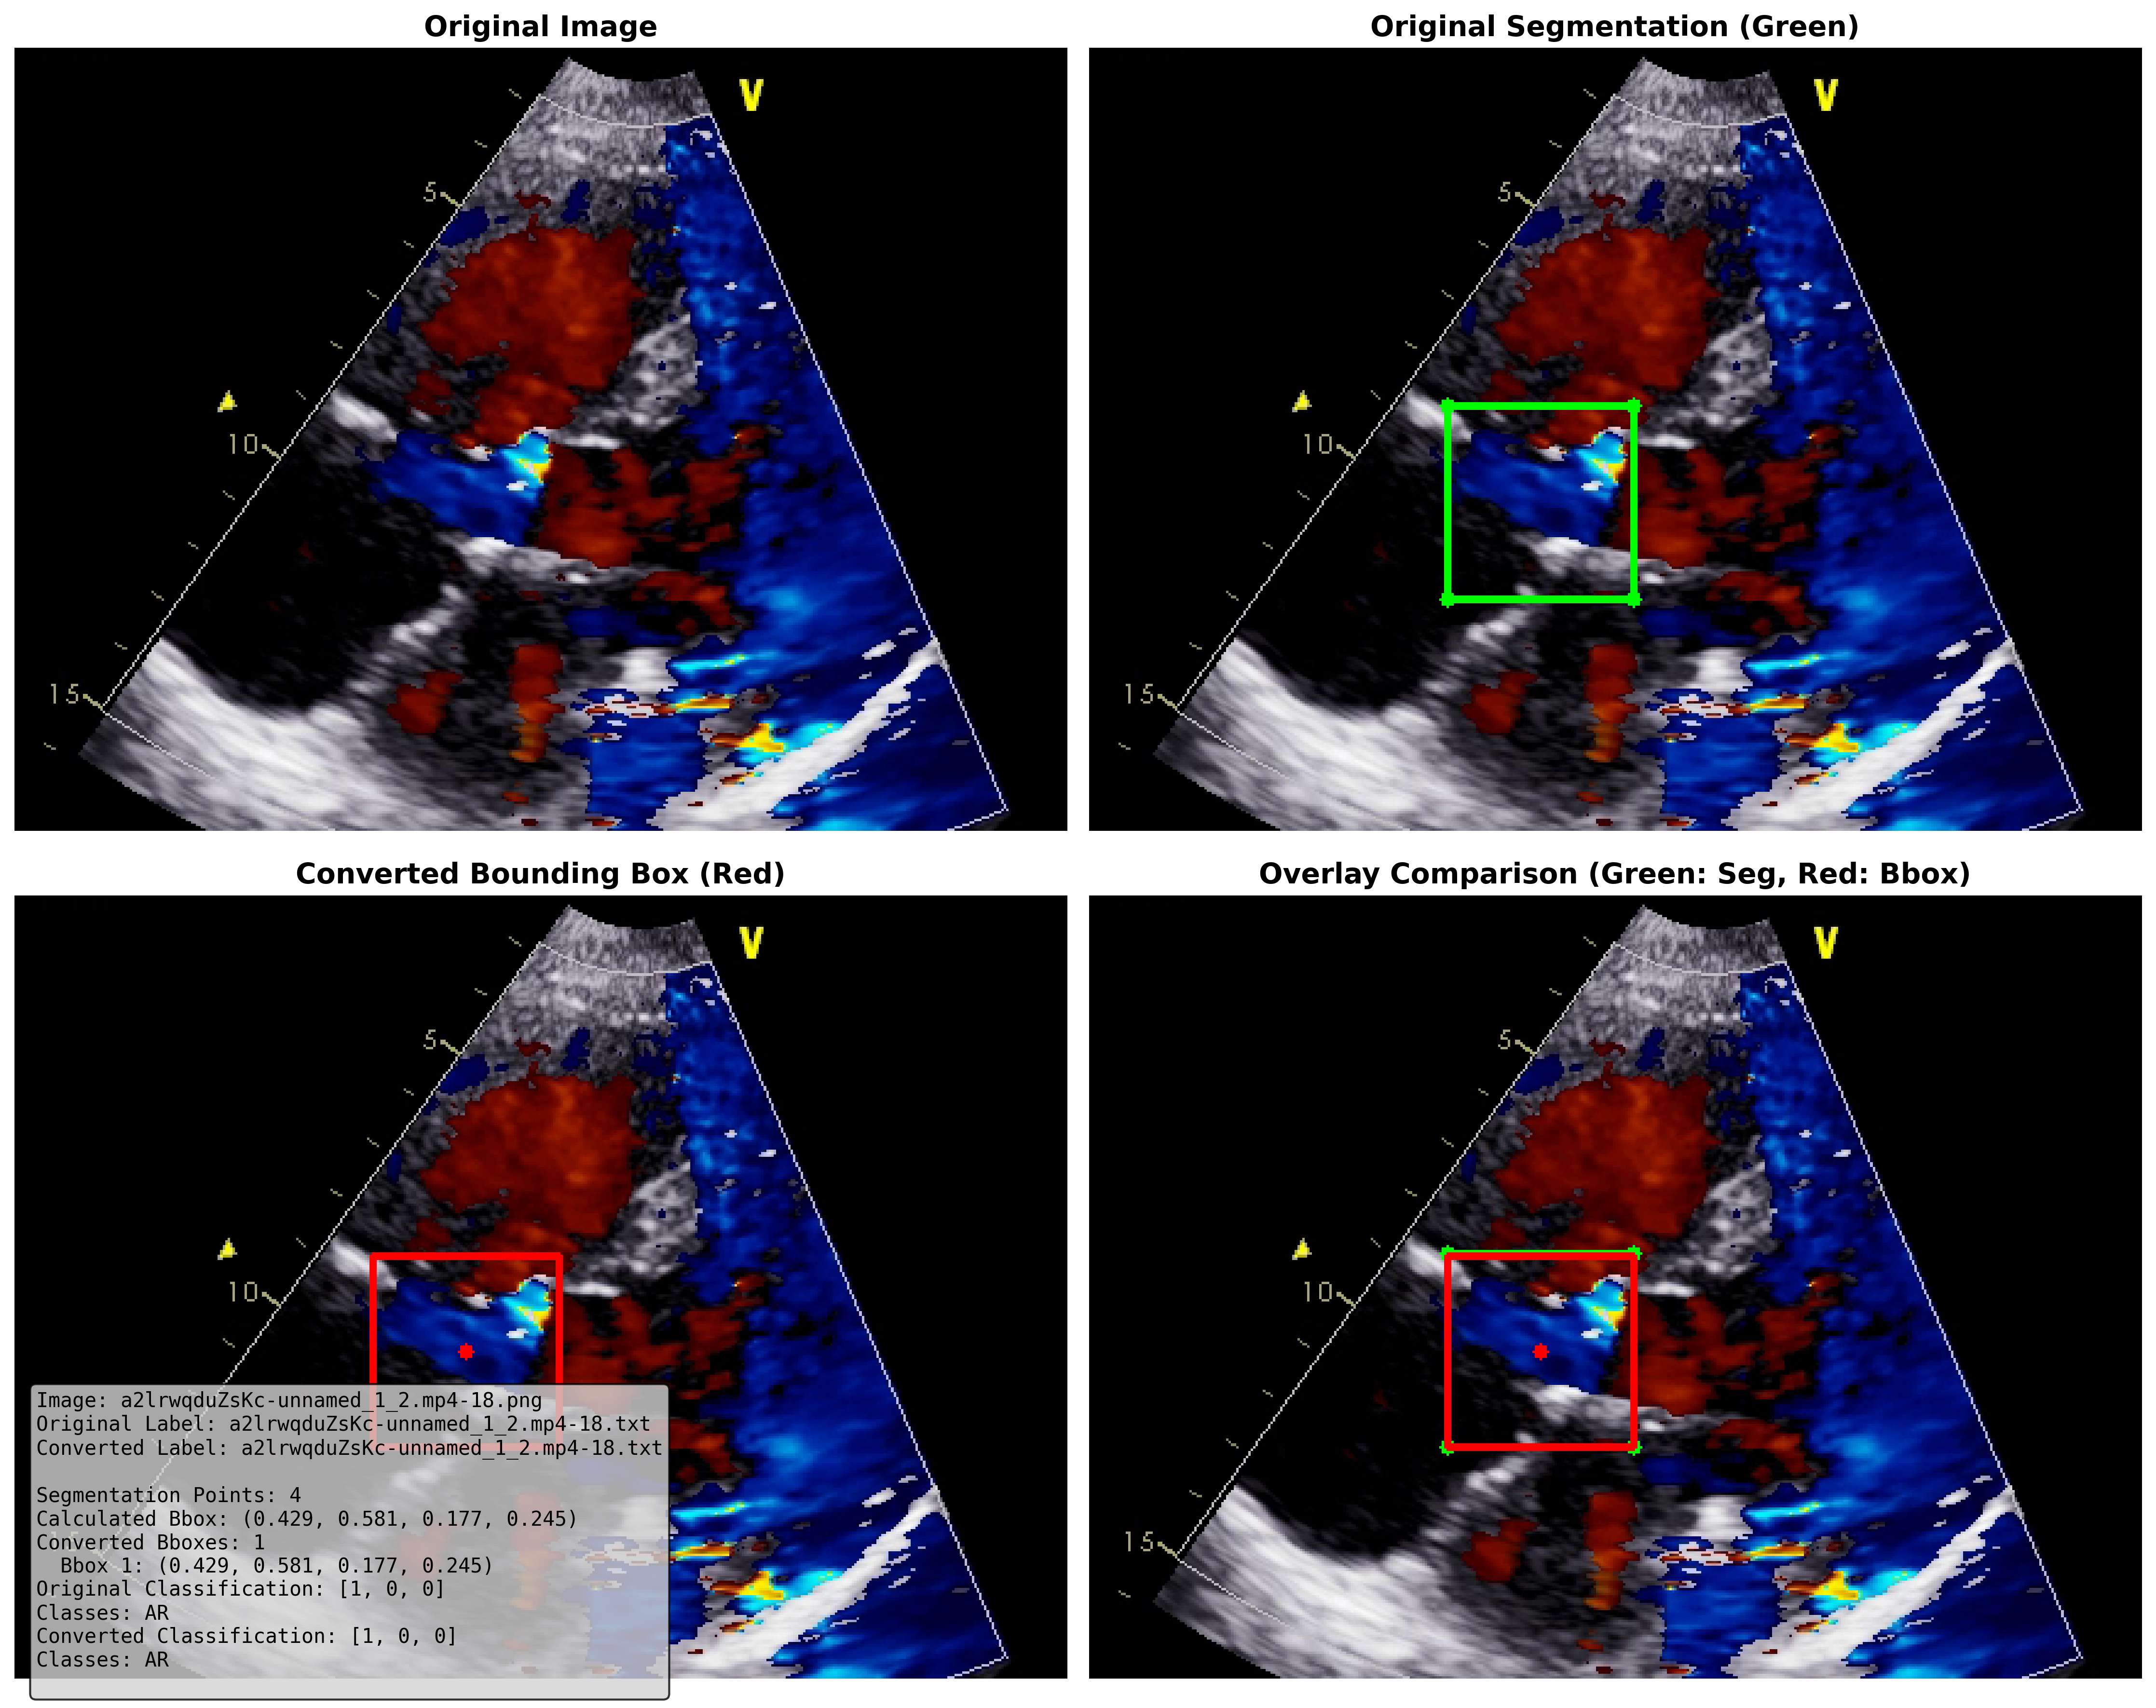 Original Image
Original Segmentation (Green)
V
5
10
15
V
5
10
15
Converted Bounding Box (Red)
Overlay Comparison (Green: Seg, Red: Bbox)
V
5
10
Image: a2lrwqduZsKc-unnamed_1_2.mp4-18.png
Original Label: a2lrwqduZsKc-unnamed_1_2.mp4-18.txt
Converted Label: a2lrwqduZsKc-unnamed_1_2.mp4-18.txt
Segmentation Points: 4
Calculated Bbox: (0.429, 0.581, 0.177, 0.245)
Converted Bboxes: 1
Bbox 1: (0.429, 0.581, 0.177, 0.245)
Original Classification: [1, 0, 0]
Classes: AR
Converted Classification: [1, 0, 0]
Classes: AR
V
5
10
15